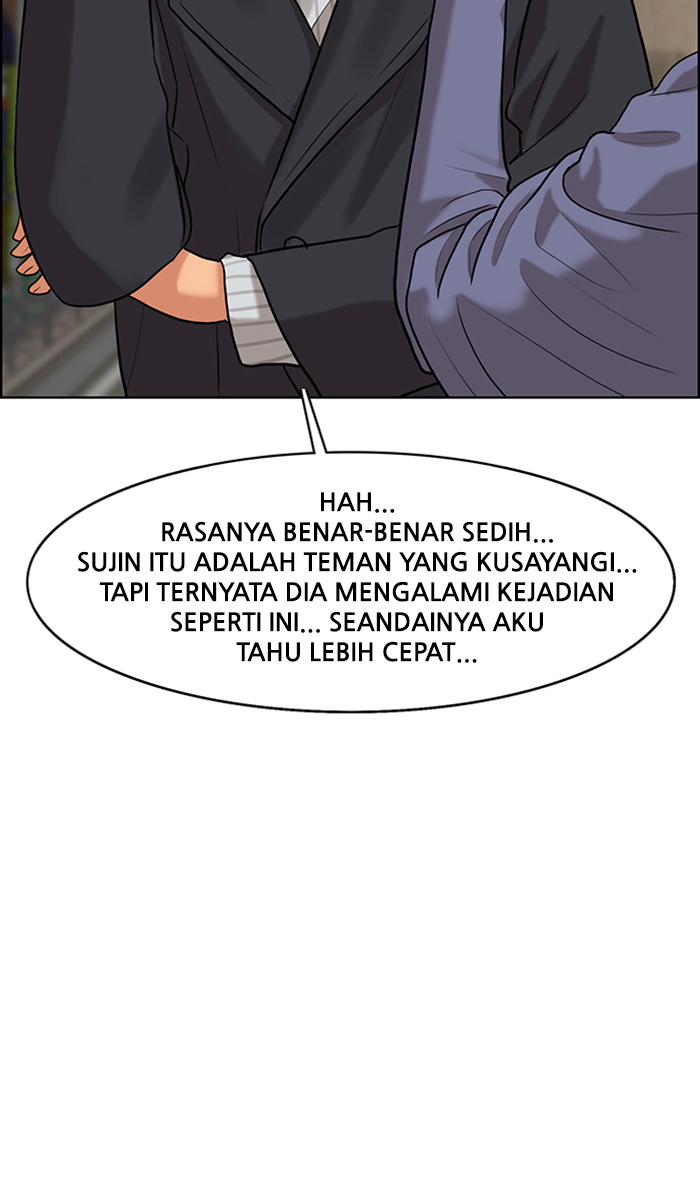 HAH...
RASANYA BENAR-BENAR SEDIH...
SUJIN ITU ADALAH TEMAN YANG KUSAYANGI...
TAPI TERNYATA DIA MENGALAMI KEJADIAN
SEPERTI INI... SEANDAINYA AKU
TAHU LEBIH CEPAT...